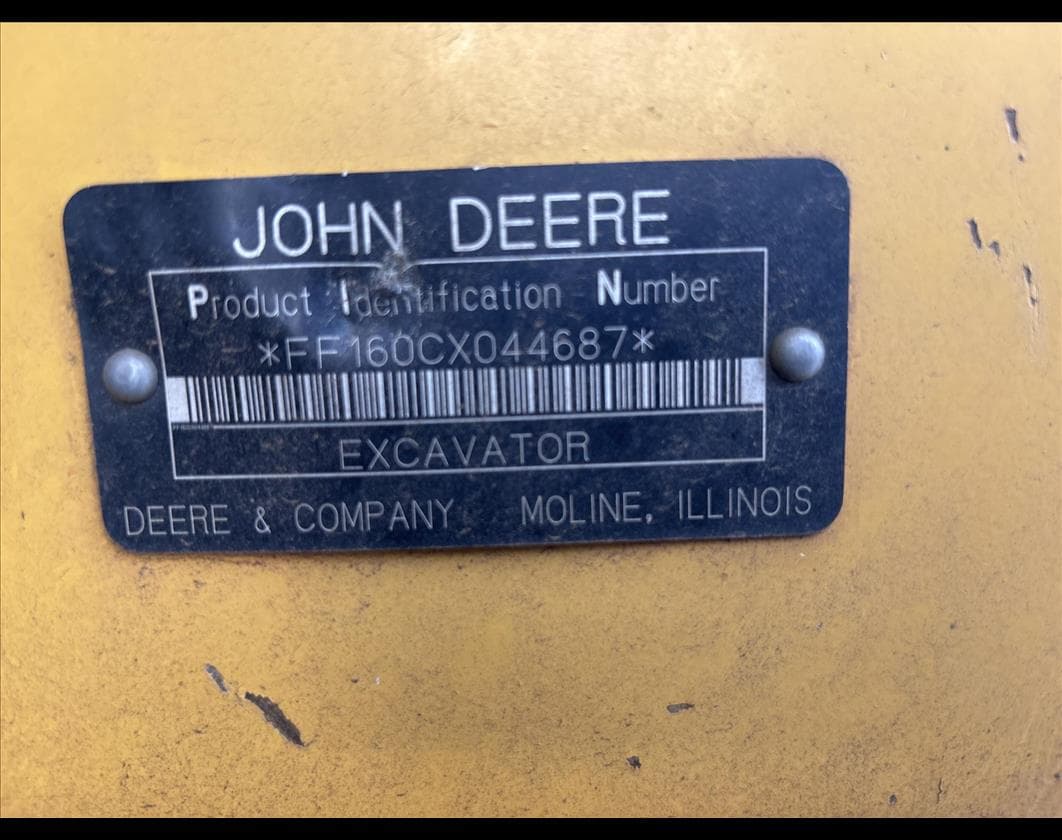 JOHN DEERE
Product Identification Number
*FF160CX044687*
EXCAVATOR
DEERE & COMPANY MOLINE, ILLINOIS